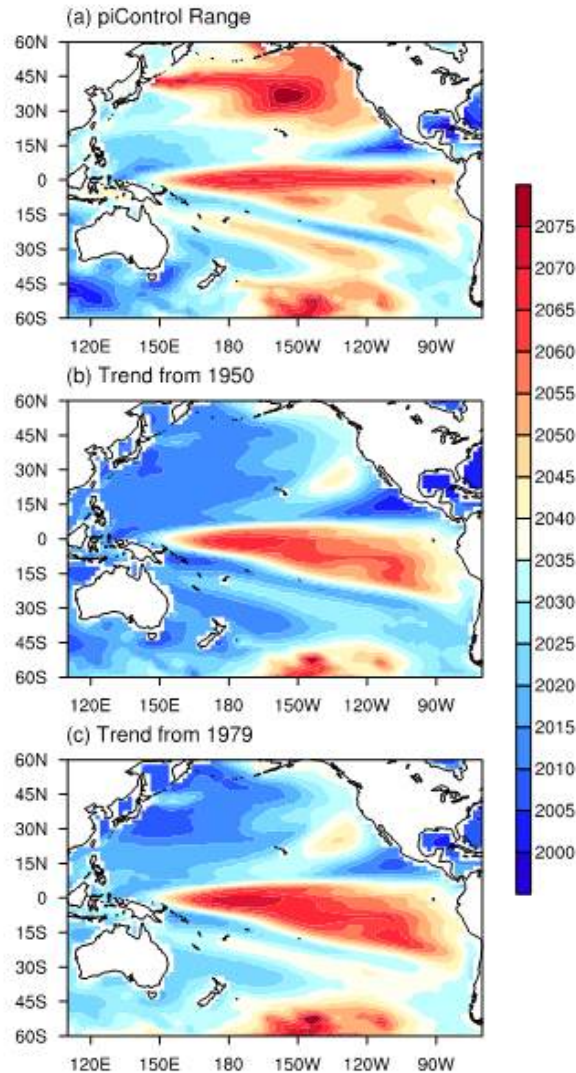 (a) piControl Range
60N
45N
30N
15N
0
15S
30S
45S
60S
120E 150E 180 150W 120W 90W
(b) Trend from 1950
60N
45N
30N
15N
0
15S
30S
45S
60S
120E 150E 180 150W 120W 90W
(c) Trend from 1979
60N
45N
30N
15N
0
15S
30S
45S
60S
120E 150E 180 150W 120W 90W
2075
2070
2065
2060
2055
2050
2045
2040
2035
2030
2025
2020
2015
2010
2005
2000